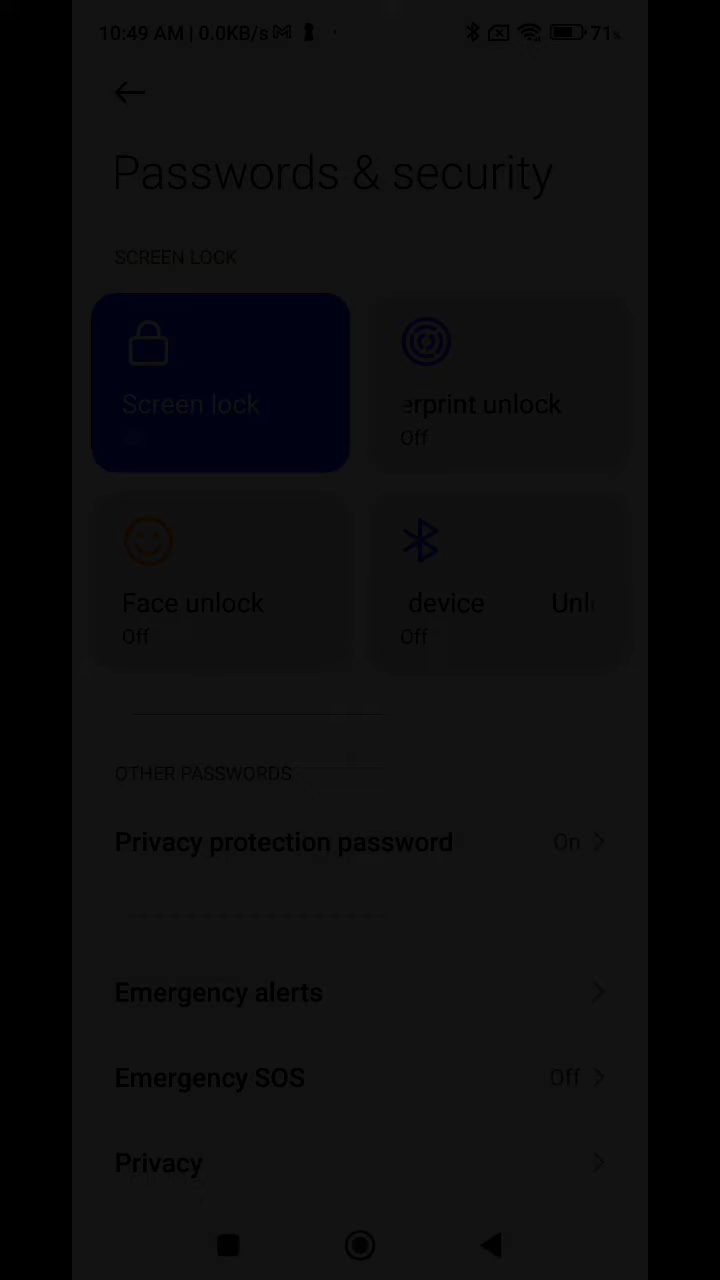 10:49 AM | 0.0KB/s
71%
Passwords & security
SCREEN LOCK
Screen lock
erprint unlock
Off
Face unlock
Off
device Unl
Off
OTHER PASSWORDS
Privacy protection password On
Emergency alerts
Emergency SOS Off
Privacy